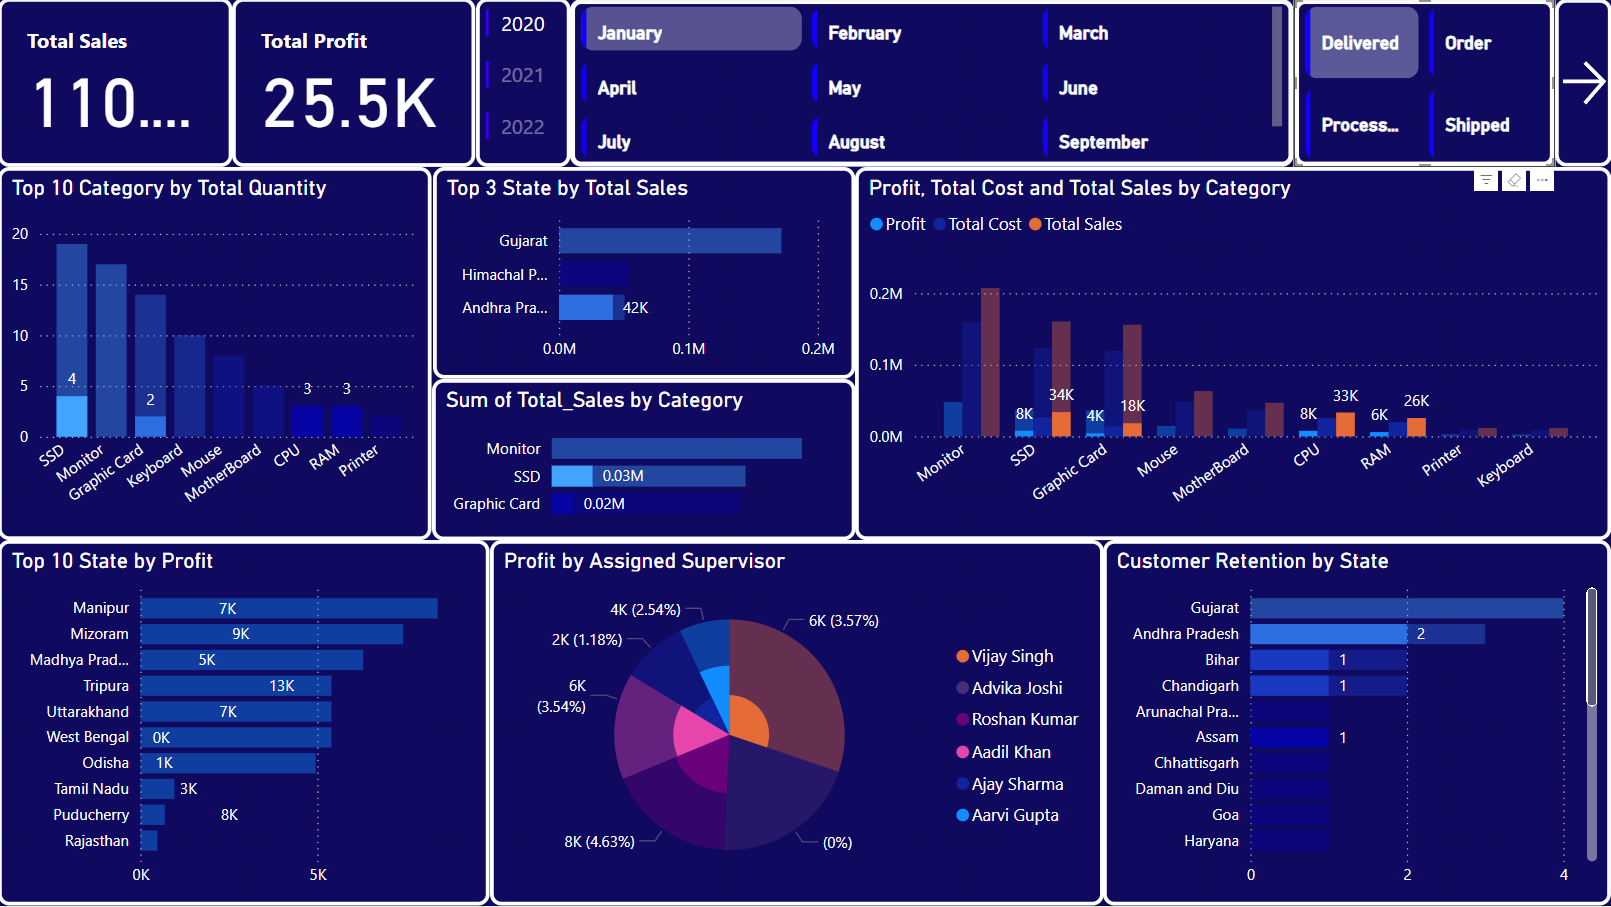 Total Sales
110....
Total Profit
25.5K
2020
2021
2022
January
February
March
April
May
June
July
August
September
Delivered
Order
Process...
Shipped
Top 10 Category by Total Quantity
20
15
10
5
0
4
2
3
3
SSD
Monitor
Graphic Card
Keyboard
Mouse
MotherBoard
CPU
RAM
Printer
Top 3 State by Total Sales
Gujarat
Himachal P...
Andhra Pra...
42K
0.0M
0.1M
0.2M
Sum of Total_Sales by Category
Monitor
SSD
0.03M
Graphic Card
0.02M
Profit, Total Cost and Total Sales by Category
Profit
Total Cost
Total Sales
0.2M
0.1M
0.0M
8K
34K
4K
18K
8K
33K
6K
26K
Monitor
SSD
Graphic Card
Mouse
MotherBoard
CPU
RAM
Printer
Keyboard
Top 10 State by Profit
Manipur
7K
Mizoram
9K
Madhya Prad...
5K
Tripura
13K
Uttarakhand
7K
West Bengal
0K
Odisha
1K
Tamil Nadu
3K
Puducherry
8K
Rajasthan
0K
5K
Profit by Assigned Supervisor
4K (2.54%)
2K (1.18%)
6K
(3.54%)
8K (4.63%)
6K (3.57%)
(0%)
Vijay Singh
Advika Joshi
Roshan Kumar
Aadil Khan
Ajay Sharma
Aarvi Gupta
Customer Retention by State
Gujarat
Andhra Pradesh
2
Bihar
1
Chandigarh
1
Arunachal Pra...
Assam
1
Chhattisgarh
Daman and Diu
Goa
Haryana
0
2
4